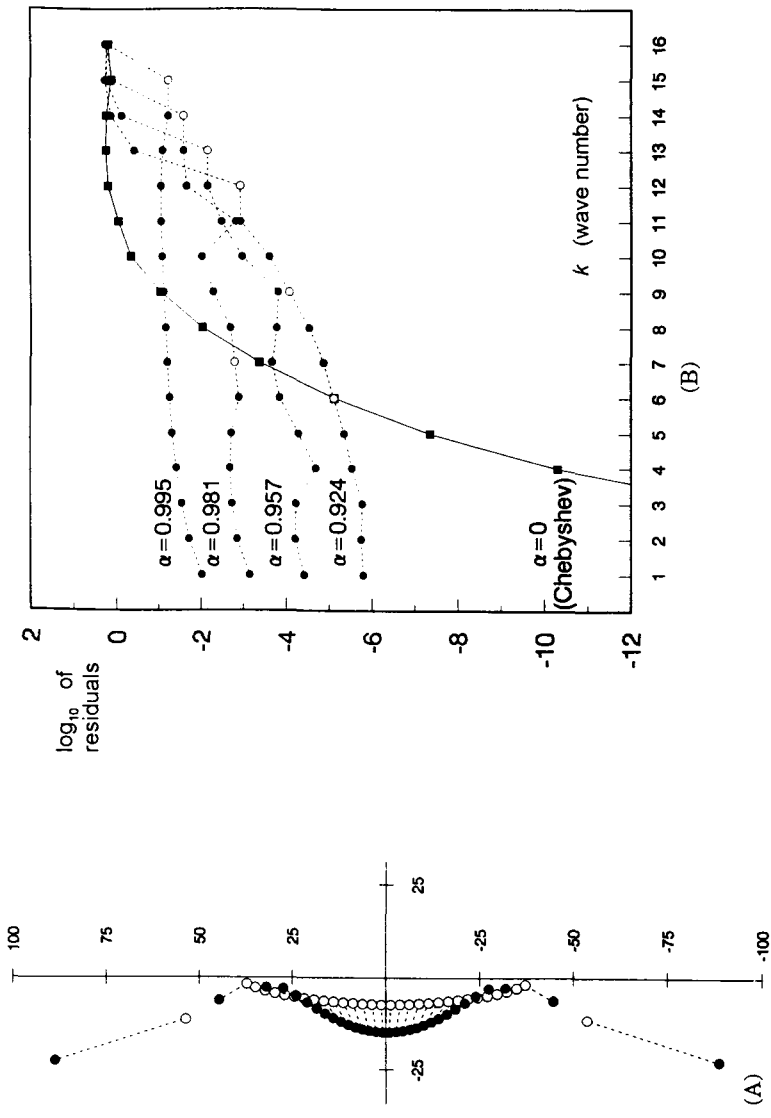 100
75
50
25
-25
-50
-75
-100
-25
25
(A)
log₁₀ of
residuals
2
0
-2
-4
-6
-8
-10
-12
α=0.995
α=0.981
α=0.957
α=0.924
α=0
(Chebyshev)
k (wave number)
1 2 3 4 5 6 7 8 9 10 11 12 13 14 15 16
(B)